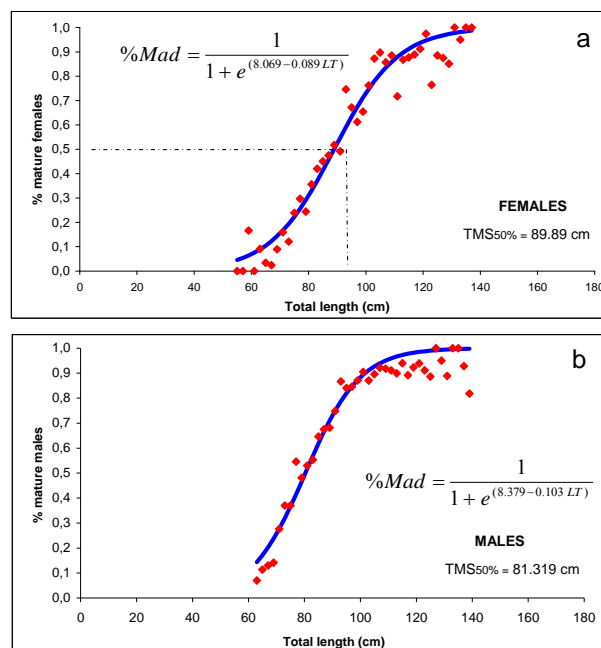 a
%Mad = 1 / (1 + e^(8.069−0.089 LT))
1,0
0,9
0,8
0,7
0,6
0,5
0,4
0,3
0,2
0,1
0,0
% mature females
FEMALES
TMS50% = 89.89 cm
0 20 40 60 80 100 120 140 160 180
Total length (cm)
b
1,0
0,9
0,8
0,7
0,6
0,5
0,4
0,3
0,2
0,1
0,0
% mature males
%Mad = 1 / (1 + e^(8.379−0.103 LT))
MALES
TMS50% = 81.319 cm
0 20 40 60 80 100 120 140 160 180
Total length (cm)